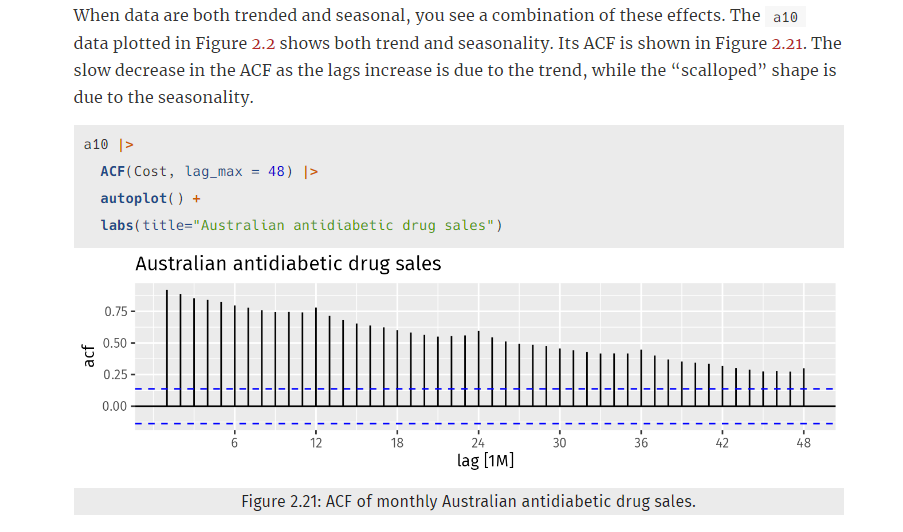 When data are both trended and seasonal, you see a combination of these effects. The a10
data plotted in Figure 2.2 shows both trend and seasonality. Its ACF is shown in Figure 2.21. The
slow decrease in the ACF as the lags increase is due to the trend, while the “scalloped” shape is
due to the seasonality.
a10 |>
ACF(Cost, lag_max = 48) |>
autoplot() +
labs(title="Australian antidiabetic drug sales")
Australian antidiabetic drug sales
0.75
0.50
0.25
0.00
acf
6 12 18 24 30 36 42 48
lag [1M]
Figure 2.21: ACF of monthly Australian antidiabetic drug sales.